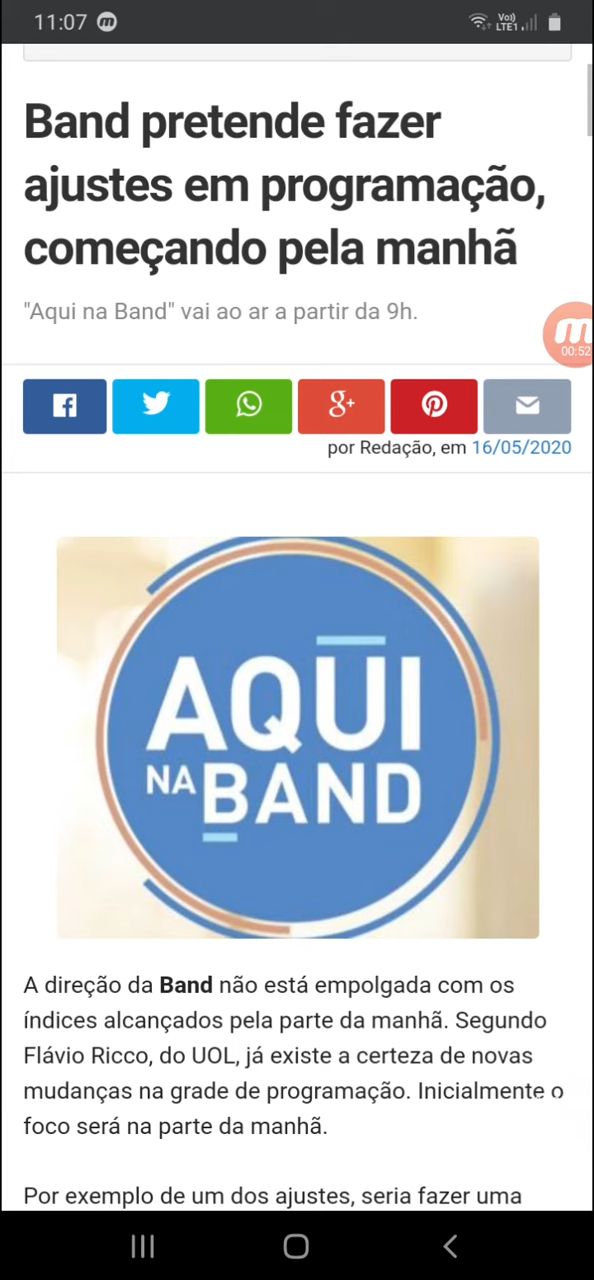 11:07
Vo))
LTE1
Band pretende fazer
ajustes em programação,
começando pela manhã
"Aqui na Band" vai ao ar a partir da 9h.
00:52
por Redação, em 16/05/2020
AQUI
NA BAND
A direção da Band não está empolgada com os
índices alcançados pela parte da manhã. Segundo
Flávio Ricco, do UOL, já existe a certeza de novas
mudanças na grade de programação. Inicialmente o
foco será na parte da manhã.
Por exemplo de um dos ajustes, seria fazer uma